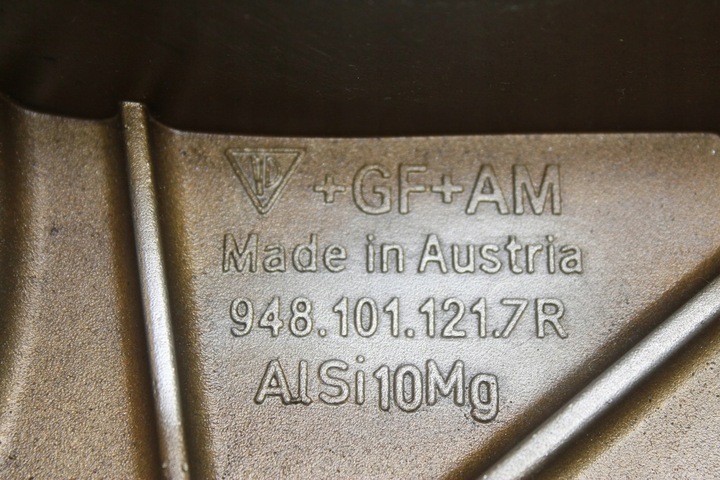 +GF+AM
Made in Austria
948.101.121.7R
AlSi10Mg